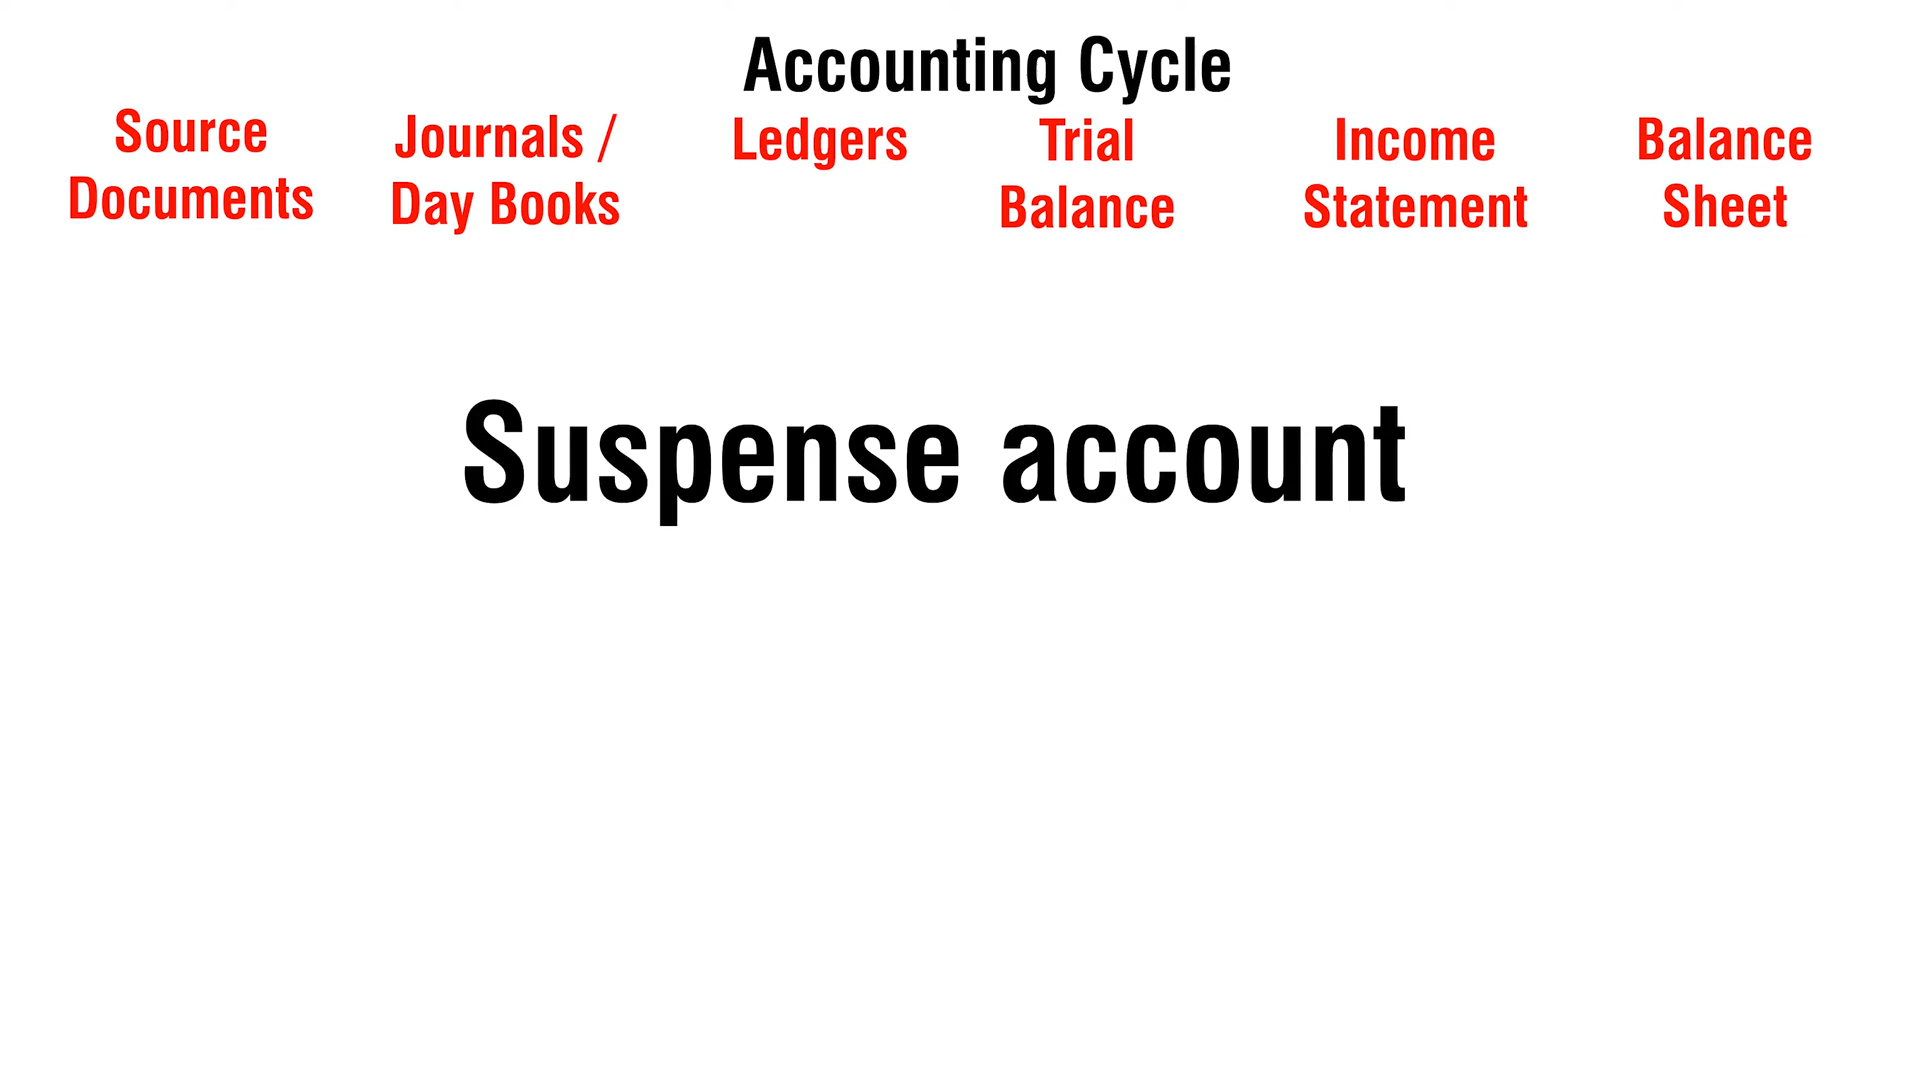 Accounting Cycle
Source
Documents
Journals /
Day Books
Ledgers
Trial
Balance
Income
Statement
Balance
Sheet
Suspense account